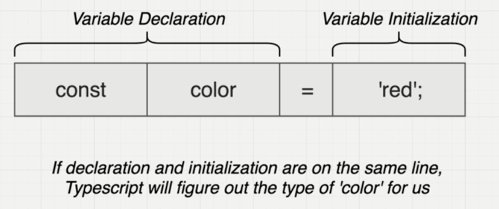 Variable Declaration
Variable Initialization
const
color
=
'red';
If declaration and initialization are on the same line,
Typescript will figure out the type of 'color' for us